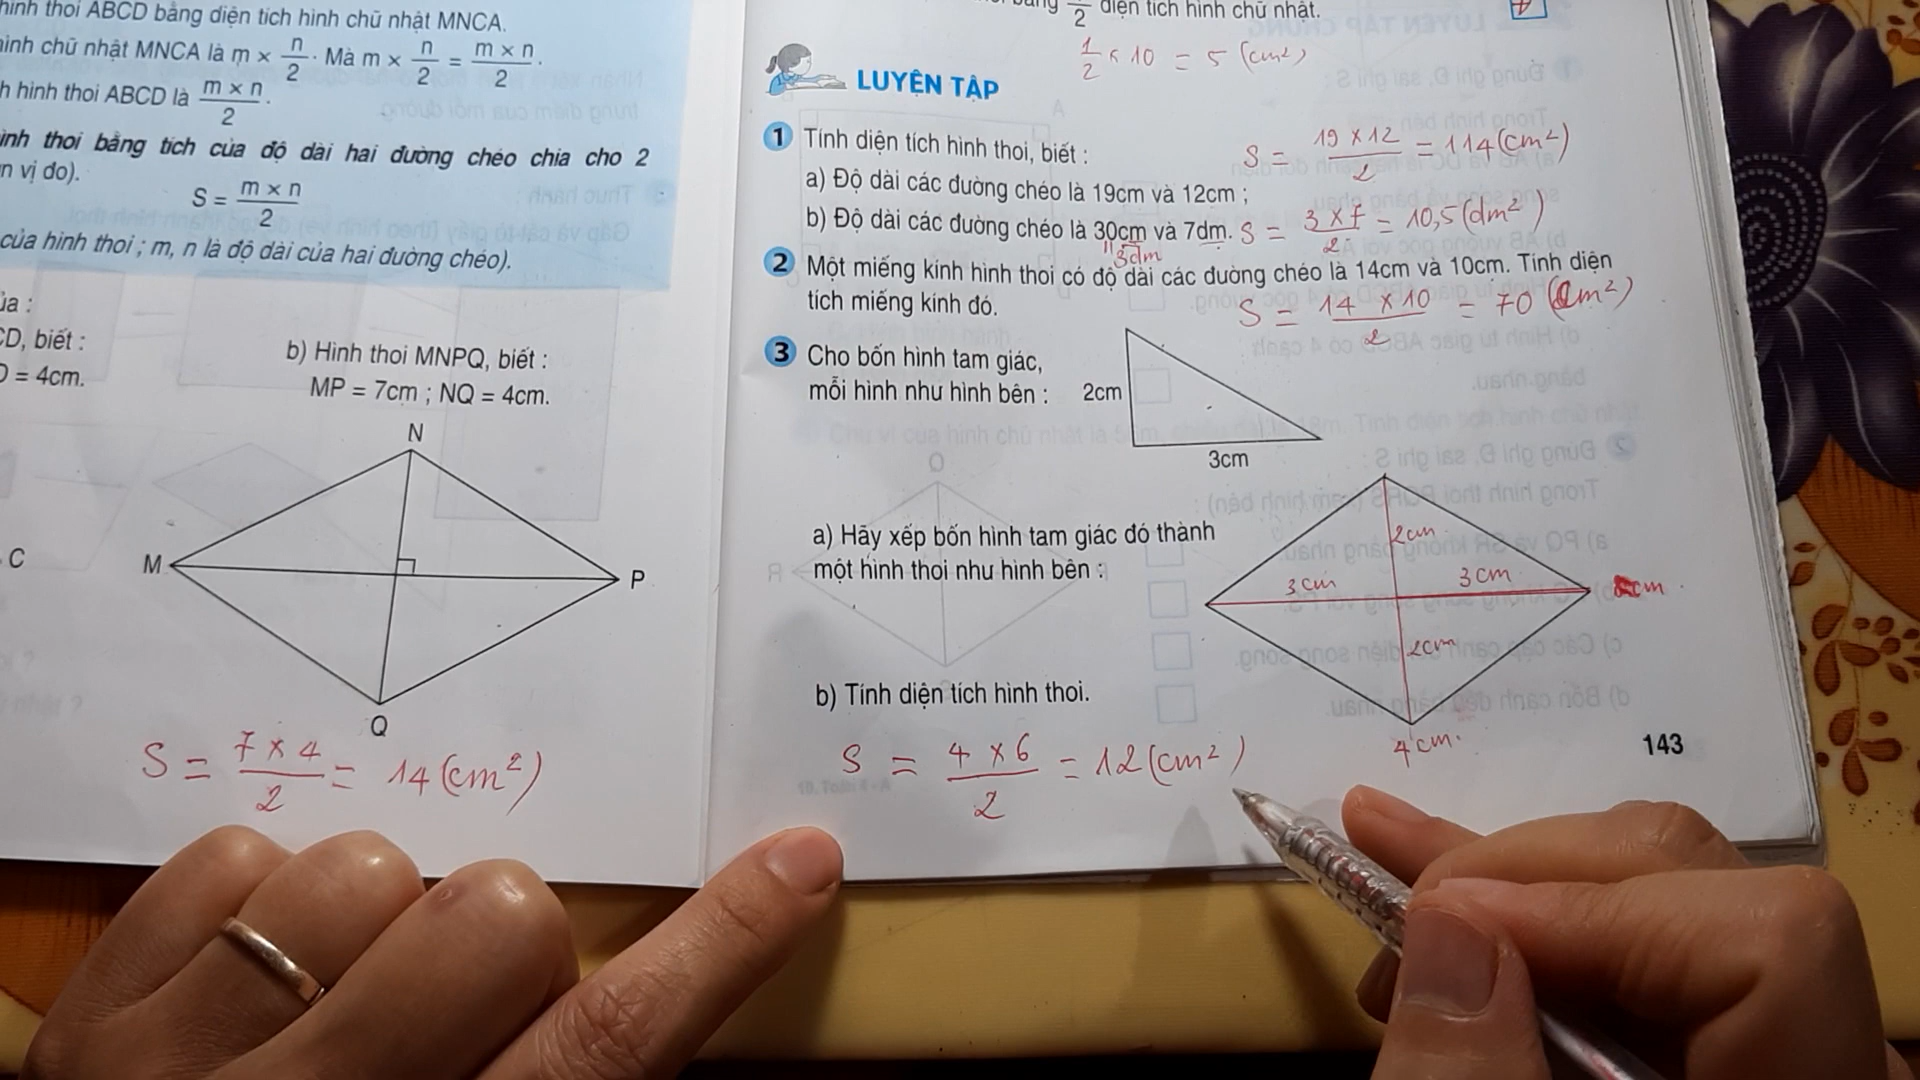 hình thoi ABCD bằng diện tích hình chữ nhật MNCA.
hình chữ nhật MNCA là m × n/2 . Mà m × n/2 = m × n/2 .
h hình thoi ABCD là m × n/2 .
ình thoi bằng tích của độ dài hai đường chéo chia cho 2
n vị đo).
S = m × n/2
của hình thoi ; m, n là độ dài của hai đường chéo).
ủa :
CD, biết :
D = 4cm.
b) Hình thoi MNPQ, biết :
MP = 7cm ; NQ = 4cm.
N
M
P
Q
C
S = 7 × 4/2 = 14 (cm²)
bằng 1/2 diện tích hình chữ nhật.
1/2 × 10 = 5 (cm²)
LUYỆN TẬP
1 Tính diện tích hình thoi, biết :
a) Độ dài các đường chéo là 19cm và 12cm ;
S = 19 × 12/2 = 114 (cm²)
b) Độ dài các đường chéo là 30cm và 7dm.
3dm
S = 3 × 7/2 = 10,5 (dm²)
2 Một miếng kính hình thoi có độ dài các đường chéo là 14cm và 10cm. Tính diện
tích miếng kính đó.
S = 14 × 10/2 = 70 (cm²)
3 Cho bốn hình tam giác,
mỗi hình như hình bên :
2cm
3cm
a) Hãy xếp bốn hình tam giác đó thành
một hình thoi như hình bên :
2cm
3cm
3cm
cm
2cm
4cm
b) Tính diện tích hình thoi.
S = 4 × 6/2 = 12 (cm²)
143